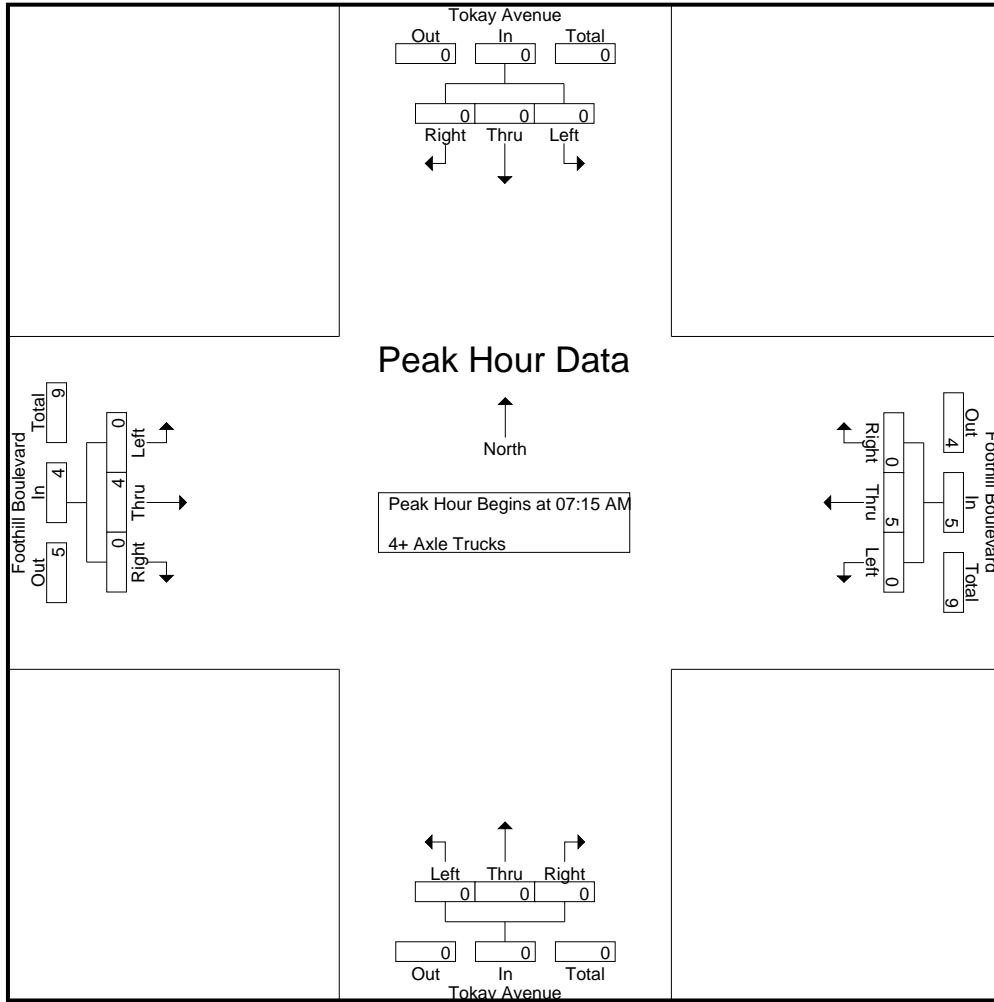 Tokay Avenue
Out In Total
0 0 0
0 0 0
Right Thru Left
Peak Hour Data
North
Peak Hour Begins at 07:15 AM
4+ Axle Trucks
Foothill Boulevard
Out In Total
5 4 9
Left Thru Right
0 4 0
Foothill Boulevard
Out In Total
4 5 9
Right Thru Left
0 5 0
Left Thru Right
0 0 0
0 0 0
Out In Total
Tokay Avenue